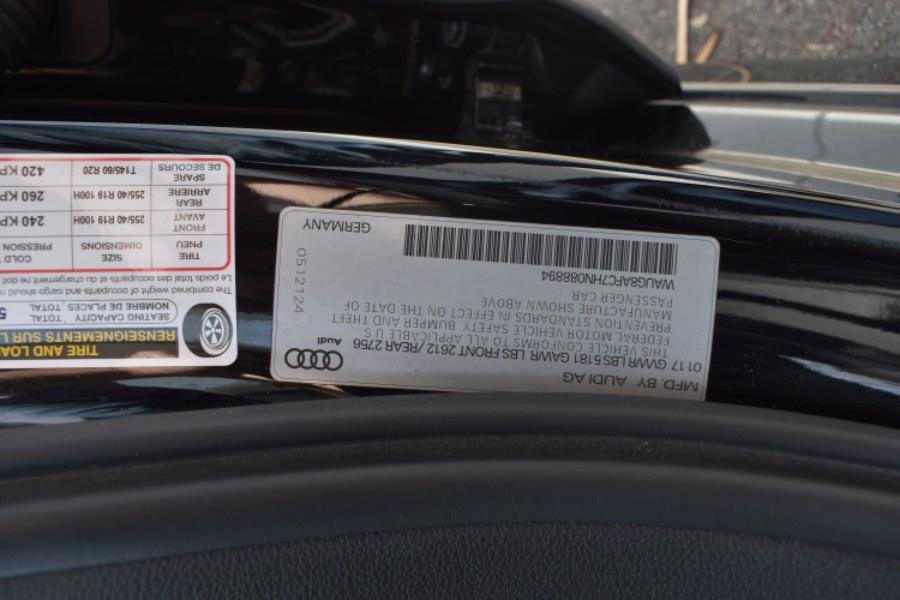 MFD. BY AUDI AG
01 17 GVWR LBS 5181 GAWR LBS FRONT 2612 / REAR 2756
THIS VEHICLE CONFORMS TO ALL APPLICABLE U S
FEDERAL MOTOR VEHICLE SAFETY, BUMPER AND THEFT
PREVENTION STANDARDS IN EFFECT ON THE DATE OF
MANUFACTURE SHOWN ABOVE
PASSENGER CAR
WAUG8AFC7HN088894
GERMANY
Audi
0512124
TIRE AND LOA
RENSEIGNEMENTS SUR L
SEATING CAPACITY TOTAL 5
NOMBRE DE PLACES TOTAL
The combined weight of occupants and cargo should ne
Le poids total des occupants et du chargement ne doit
TIRE SIZE COLD
PNEU DIMENSIONS PRESSION
FRONT
AVANT 255/40 R19 100H 240 KP
REAR
ARRIERE 255/40 R19 100H 260 KP
SPARE
DE SECOURS T145/60 R20 420 KP